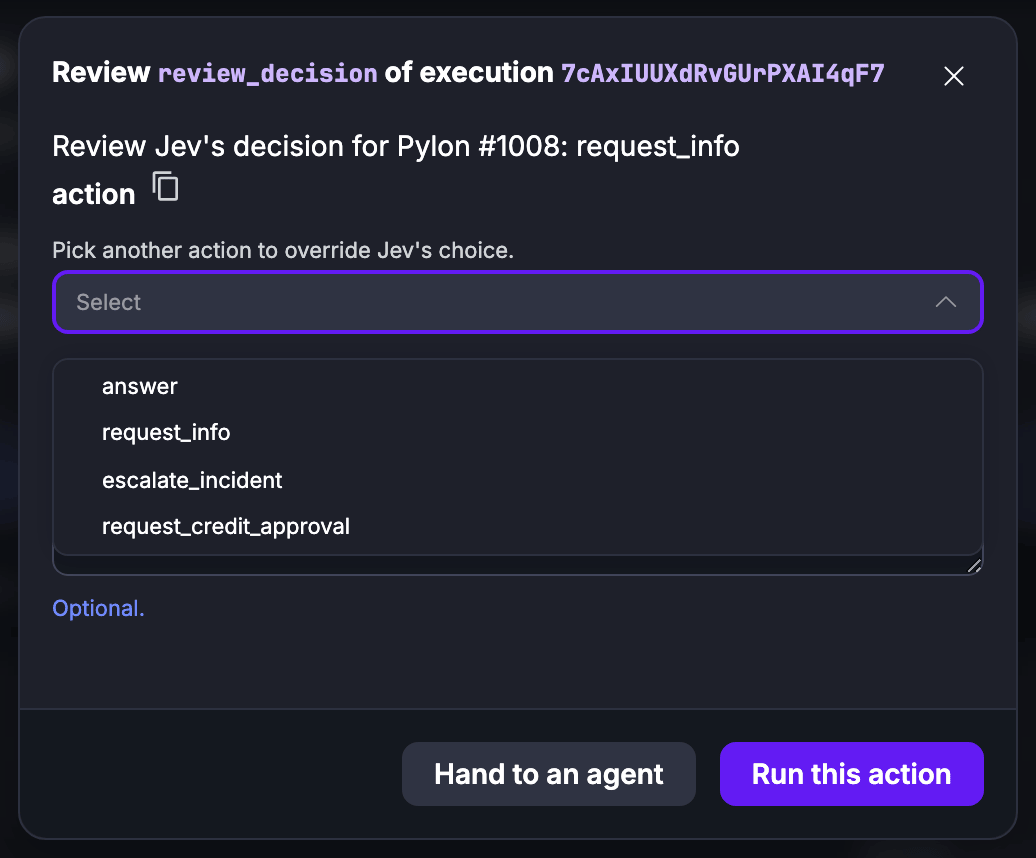 Review review_decision of execution 7cAxIUUXdRvGUrPXAI4qF7
Review Jev's decision for Pylon #1008: request_info
action
Pick another action to override Jev's choice.
Select
answer
request_info
escalate_incident
request_credit_approval
Optional.
Hand to an agent
Run this action